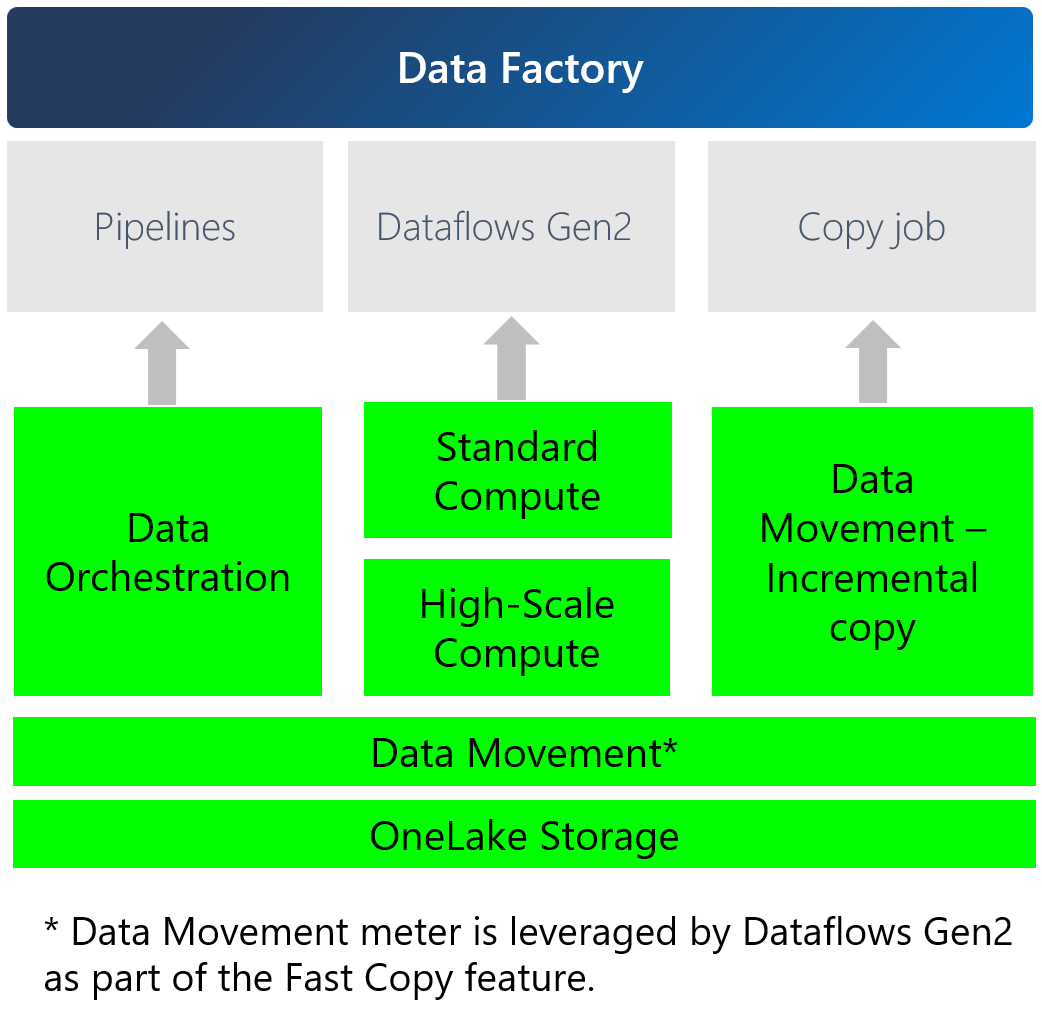 Data Factory
Pipelines
Dataflows Gen2
Copy job
Data
Orchestration
Standard
Compute
High-Scale
Compute
Data
Movement –
Incremental
copy
Data Movement*
OneLake Storage
* Data Movement meter is leveraged by Dataflows Gen2
as part of the Fast Copy feature.